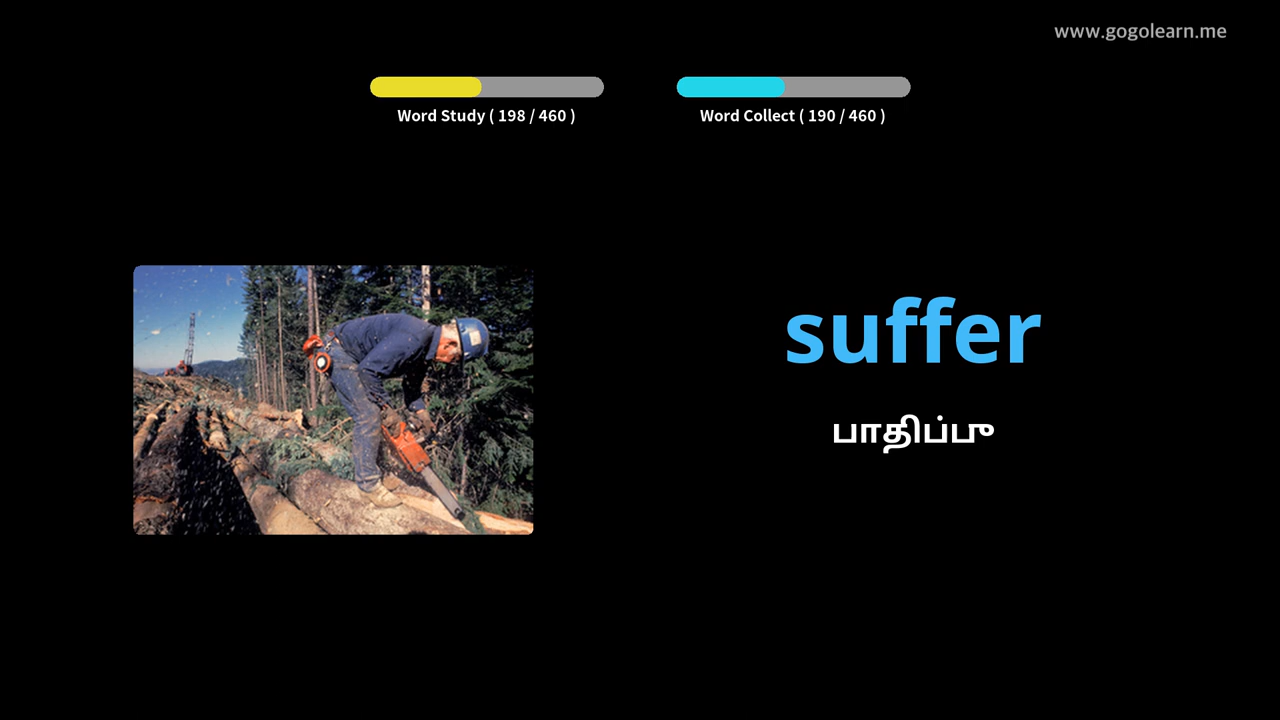 www.gogolearn.me
Word Study ( 198 / 460 )
Word Collect ( 190 / 460 )
suffer
பாதிப்பு